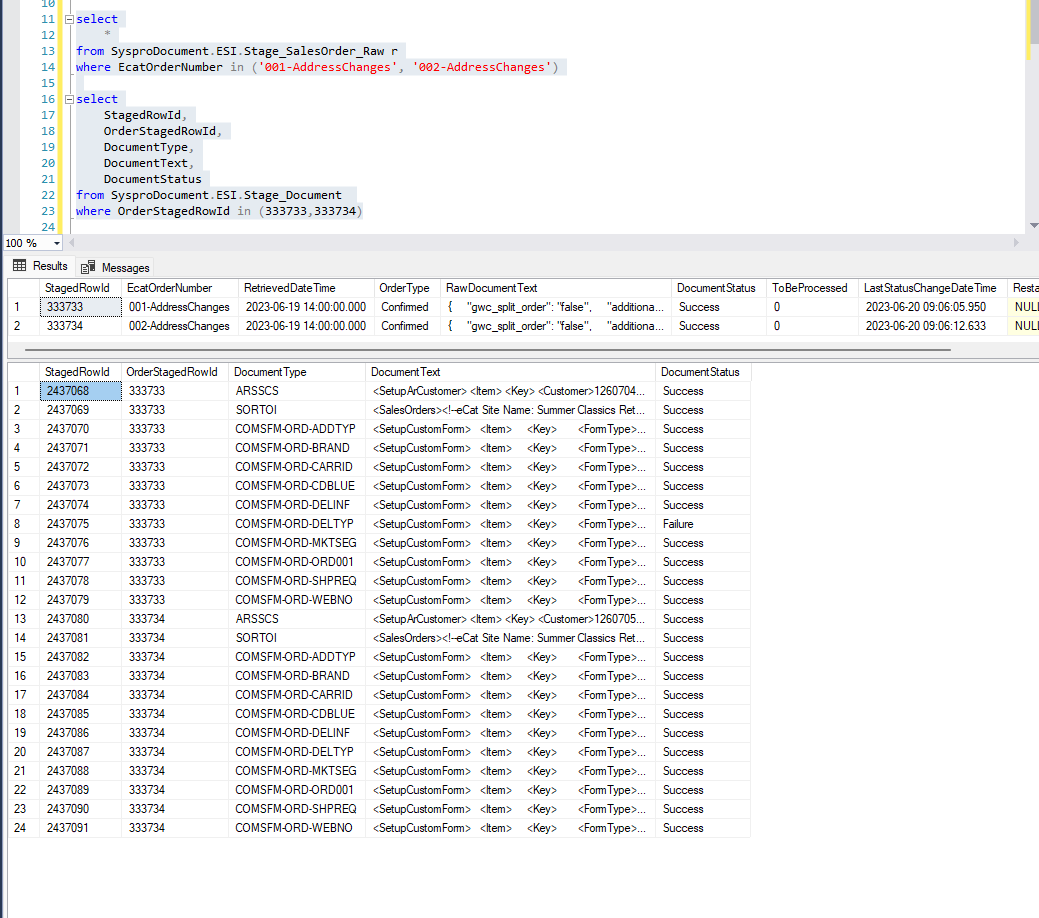 10
11 select
12 *
13 from SysproDocument.ESI.Stage_SalesOrder_Raw r
14 where EcatOrderNumber in ('001-AddressChanges', '002-AddressChanges')
15
16 select
17 StagedRowId,
18 OrderStagedRowId,
19 DocumentType,
20 DocumentText,
21 DocumentStatus
22 from SysproDocument.ESI.Stage_Document
23 where OrderStagedRowId in (333733,333734)
24
100 %
Results Messages
StagedRowId EcatOrderNumber RetrievedDateTime OrderType RawDocumentText DocumentStatus ToBeProcessed LastStatusChangeDateTime Resta
1 333733 001-AddressChanges 2023-06-19 14:00:00.000 Confirmed { "gwc_split_order": "false", "additiona... Success 0 2023-06-20 09:06:05.950 NULL
2 333734 002-AddressChanges 2023-06-19 14:00:00.000 Confirmed { "gwc_split_order": "false", "additiona... Success 0 2023-06-20 09:06:12.633 NULL
StagedRowId OrderStagedRowId DocumentType DocumentText DocumentStatus
1 2437068 333733 ARSSCS <SetupArCustomer> <Item> <Key> <Customer>1260704... Success
2 2437069 333733 SORTOI <SalesOrders><!--eCat Site Name: Summer Classics Ret... Success
3 2437070 333733 COMSFM-ORD-ADDTYP <SetupCustomForm> <Item> <Key> <FormType>... Success
4 2437071 333733 COMSFM-ORD-BRAND <SetupCustomForm> <Item> <Key> <FormType>... Success
5 2437072 333733 COMSFM-ORD-CARRID <SetupCustomForm> <Item> <Key> <FormType>... Success
6 2437073 333733 COMSFM-ORD-CDBLUE <SetupCustomForm> <Item> <Key> <FormType>... Success
7 2437074 333733 COMSFM-ORD-DELINF <SetupCustomForm> <Item> <Key> <FormType>... Success
8 2437075 333733 COMSFM-ORD-DELTYP <SetupCustomForm> <Item> <Key> <FormType>... Failure
9 2437076 333733 COMSFM-ORD-MKTSEG <SetupCustomForm> <Item> <Key> <FormType>... Success
10 2437077 333733 COMSFM-ORD-ORD001 <SetupCustomForm> <Item> <Key> <FormType>... Success
11 2437078 333733 COMSFM-ORD-SHPREQ <SetupCustomForm> <Item> <Key> <FormType>... Success
12 2437079 333733 COMSFM-ORD-WEBNO <SetupCustomForm> <Item> <Key> <FormType>... Success
13 2437080 333734 ARSSCS <SetupArCustomer> <Item> <Key> <Customer>1260705... Success
14 2437081 333734 SORTOI <SalesOrders><!--eCat Site Name: Summer Classics Ret... Success
15 2437082 333734 COMSFM-ORD-ADDTYP <SetupCustomForm> <Item> <Key> <FormType>... Success
16 2437083 333734 COMSFM-ORD-BRAND <SetupCustomForm> <Item> <Key> <FormType>... Success
17 2437084 333734 COMSFM-ORD-CARRID <SetupCustomForm> <Item> <Key> <FormType>... Success
18 2437085 333734 COMSFM-ORD-CDBLUE <SetupCustomForm> <Item> <Key> <FormType>... Success
19 2437086 333734 COMSFM-ORD-DELINF <SetupCustomForm> <Item> <Key> <FormType>... Success
20 2437087 333734 COMSFM-ORD-DELTYP <SetupCustomForm> <Item> <Key> <FormType>... Success
21 2437088 333734 COMSFM-ORD-MKTSEG <SetupCustomForm> <Item> <Key> <FormType>... Success
22 2437089 333734 COMSFM-ORD-ORD001 <SetupCustomForm> <Item> <Key> <FormType>... Success
23 2437090 333734 COMSFM-ORD-SHPREQ <SetupCustomForm> <Item> <Key> <FormType>... Success
24 2437091 333734 COMSFM-ORD-WEBNO <SetupCustomForm> <Item> <Key> <FormType>... Success